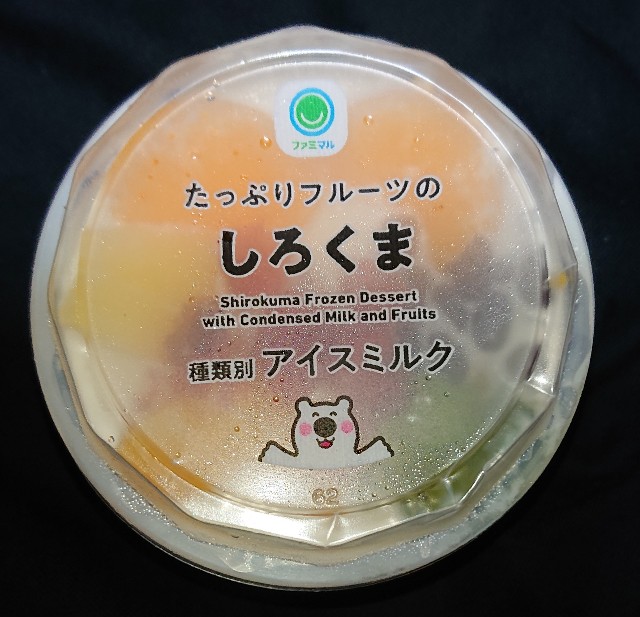 ファミマル
たっぷりフルーツの
しろくま
Shirokuma Frozen Dessert
with Condensed Milk and Fruits
種類別 アイスミルク
62